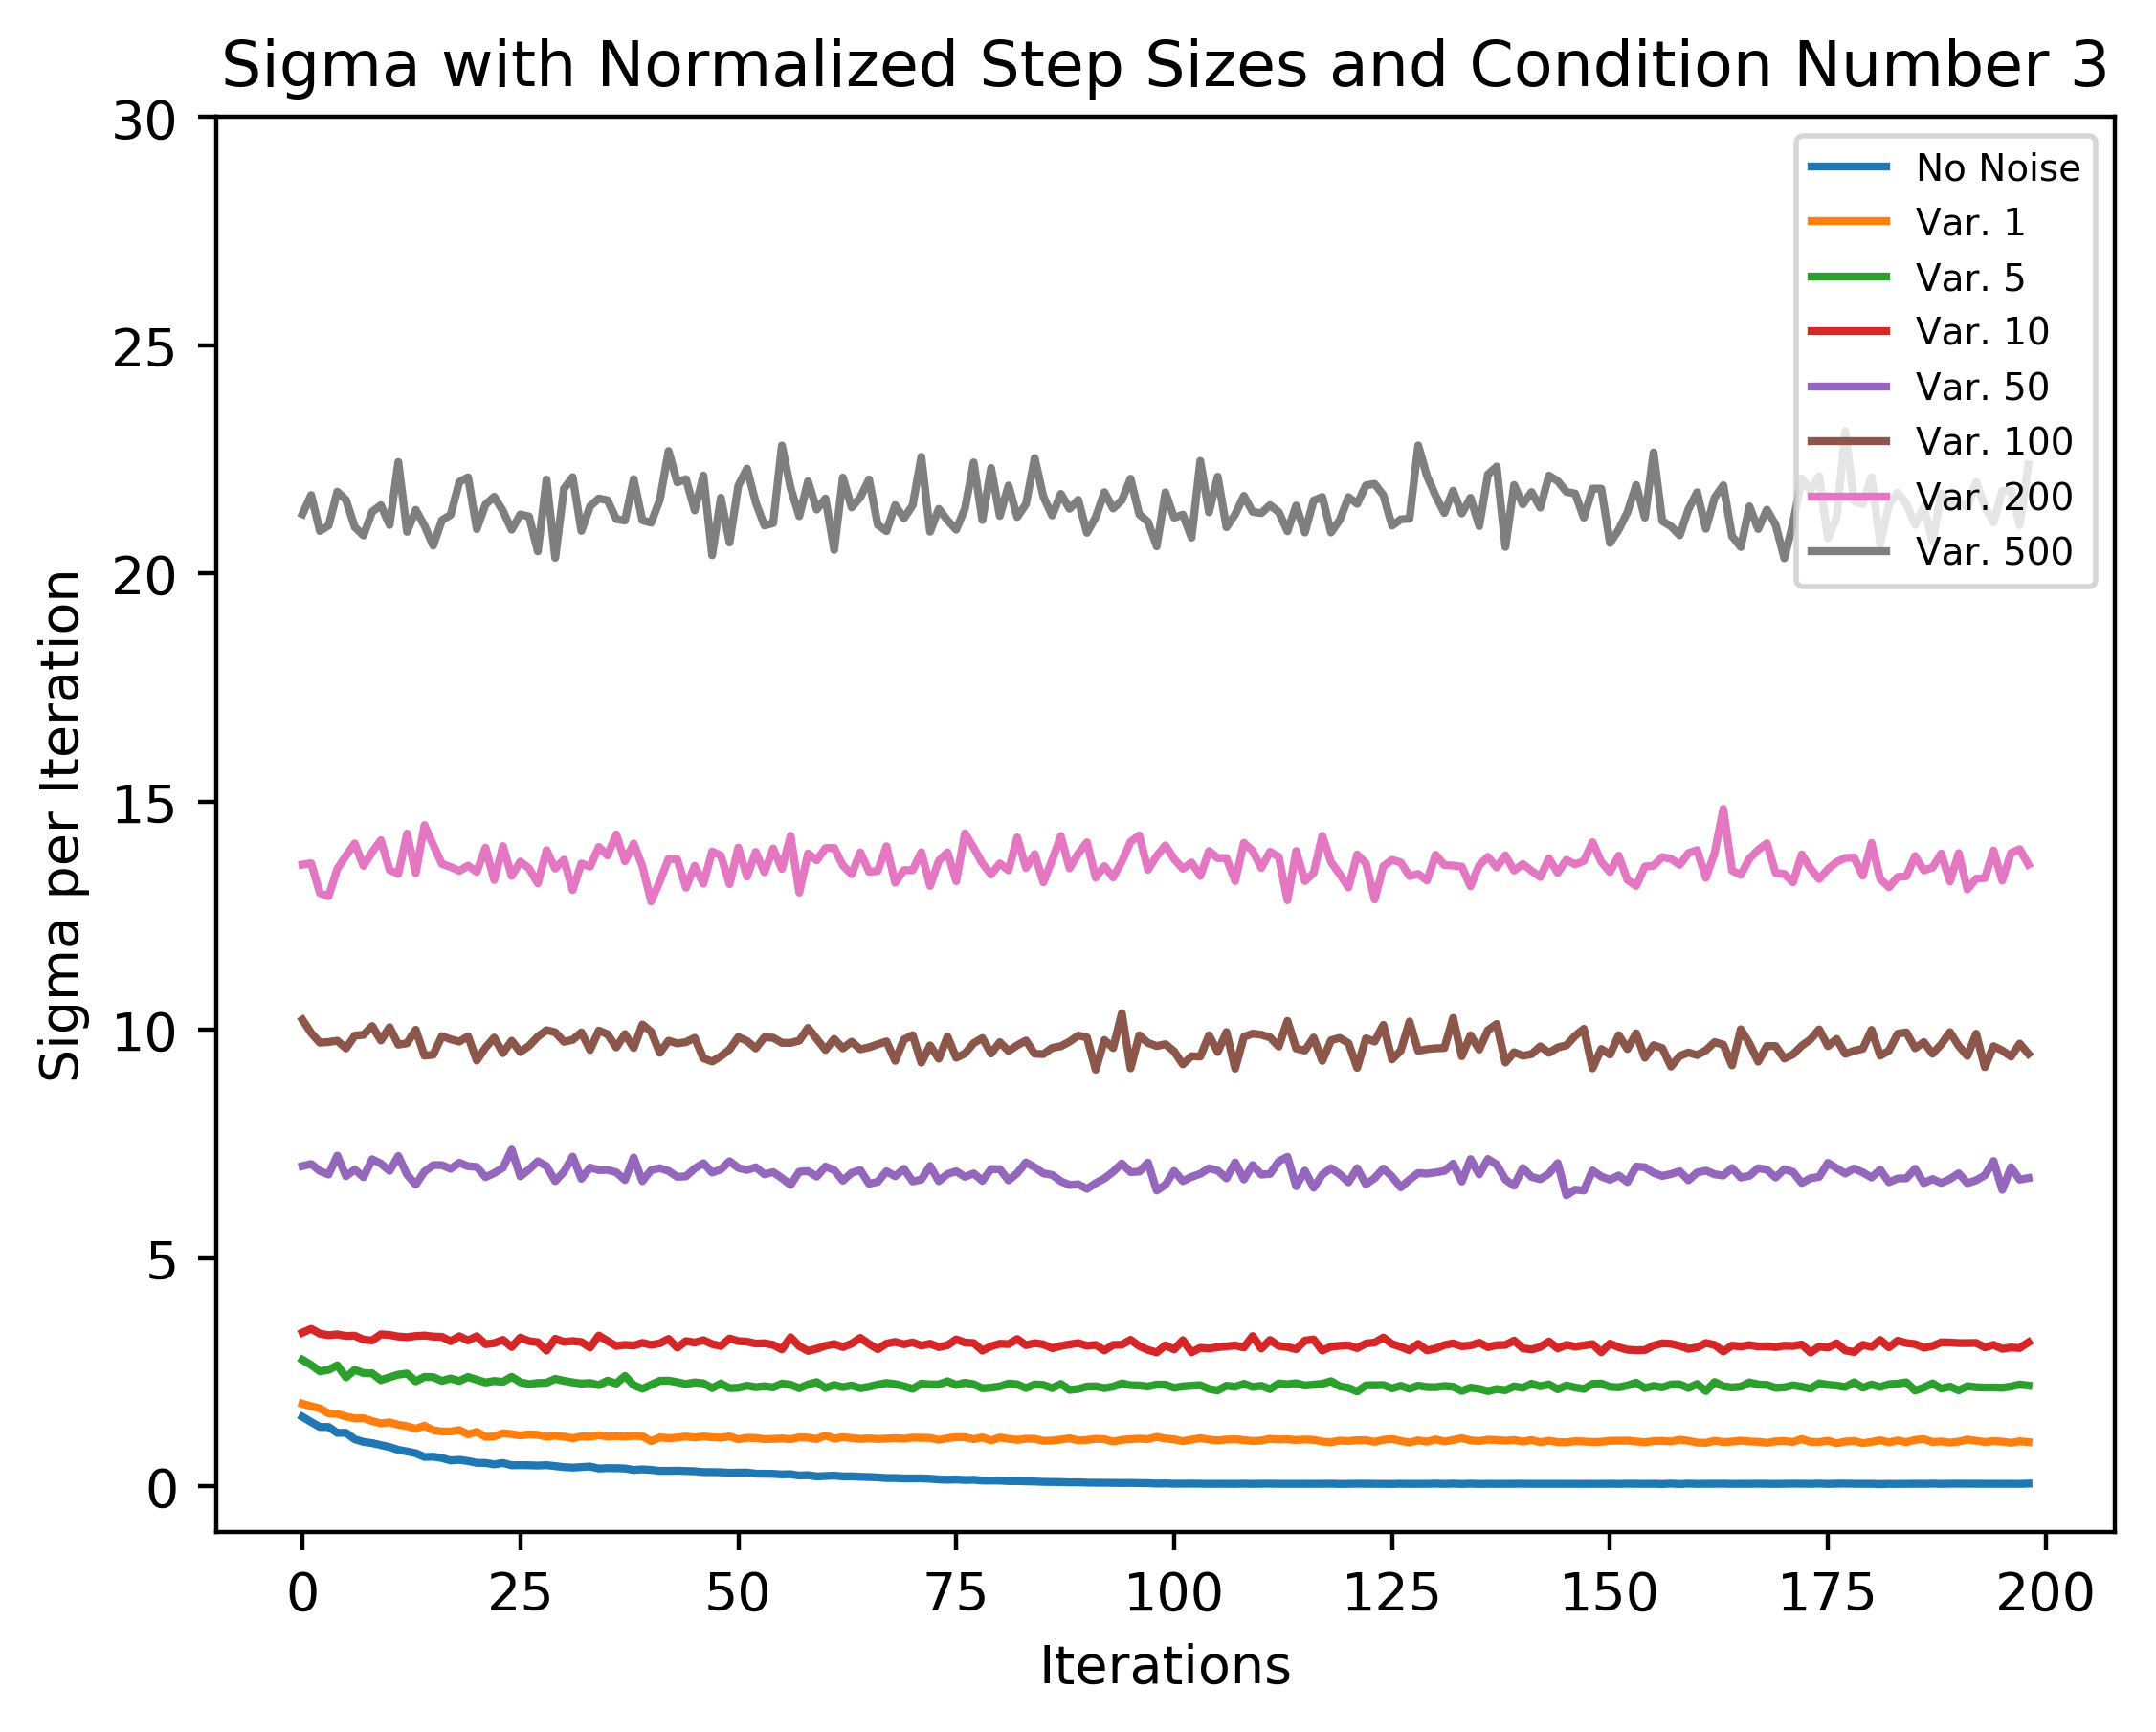 Sigma with Normalized Step Sizes and Condition Number 3
30
25
20
15
10
5
0
Sigma per Iteration
No Noise
Var. 1
Var. 5
Var. 10
Var. 50
Var. 100
Var. 200
Var. 500
0 25 50 75 100 125 150 175 200
Iterations